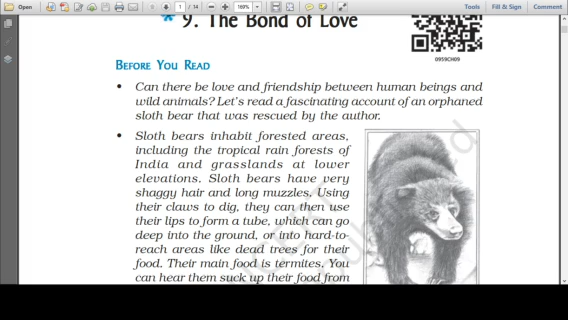 Open
1 / 14
169%
Tools
Fill & Sign
Comment
* 9. The Bond of Love
0959CH09
BEFORE YOU READ
• Can there be love and friendship between human beings and
wild animals? Let's read a fascinating account of an orphaned
sloth bear that was rescued by the author.
• Sloth bears inhabit forested areas,
including the tropical rain forests of
India and grasslands at lower
elevations. Sloth bears have very
shaggy hair and long muzzles. Using
their claws to dig, they can then use
their lips to form a tube, which can go
deep into the ground, or into hard-to-
reach areas like dead trees for their
food. Their main food is termites. You
can hear them suck up their food from